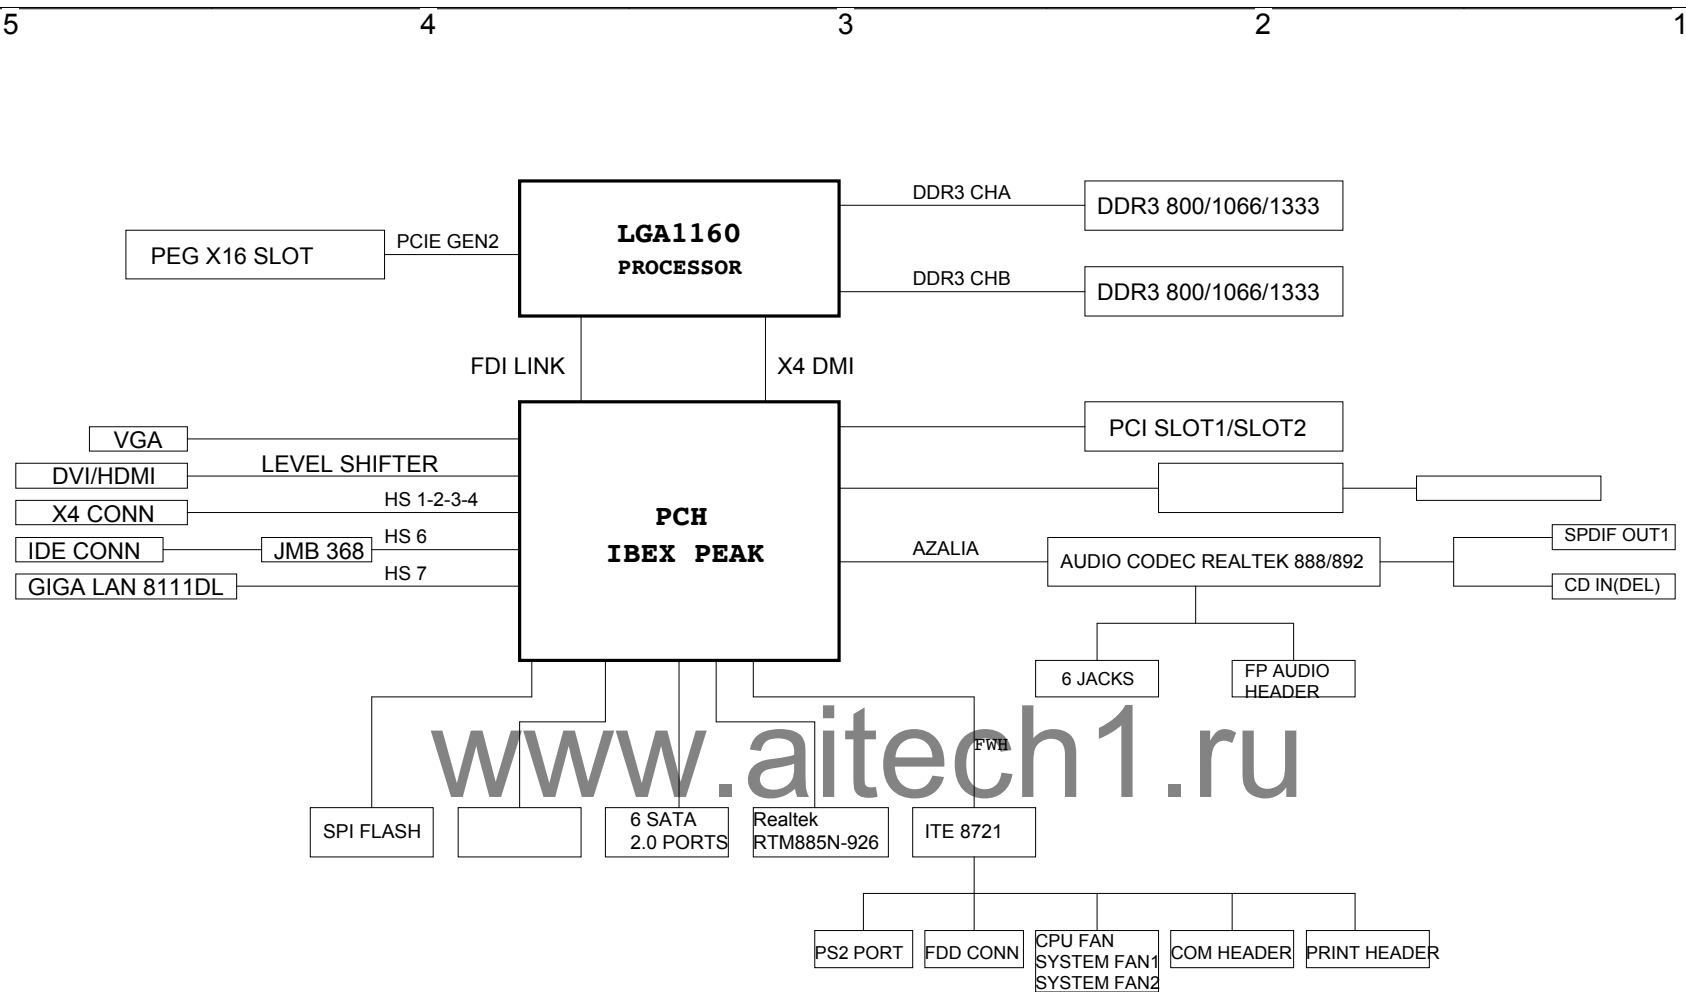 5 4 3 2 1
DDR3 CHA
DDR3 800/1066/1333
LGA1160
PROCESSOR
PEG X16 SLOT
PCIE GEN2
DDR3 CHB
DDR3 800/1066/1333
FDI LINK
X4 DMI
PCI SLOT1/SLOT2
VGA
LEVEL SHIFTER
DVI/HDMI
HS 1-2-3-4
X4 CONN
PCH
IBEX PEAK
HS 6
IDE CONN
JMB 368
HS 7
GIGA LAN 8111DL
AZALIA
AUDIO CODEC REALTEK 888/892
SPDIF OUT1
CD IN(DEL)
6 JACKS
FP AUDIO
HEADER
www.aitech1.ru
FWH
SPI FLASH
6 SATA
2.0 PORTS
Realtek
RTM885N-926
ITE 8721
PS2 PORT
FDD CONN
CPU FAN
SYSTEM FAN1
SYSTEM FAN2
COM HEADER
PRINT HEADER